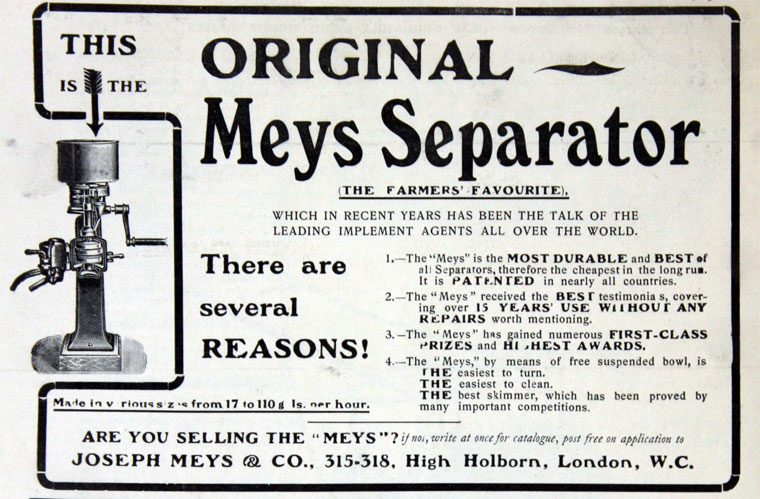 THIS
IS THE
ORIGINAL
Meys Separator
(THE FARMERS' FAVOURITE),
WHICH IN RECENT YEARS HAS BEEN THE TALK OF THE
LEADING IMPLEMENT AGENTS ALL OVER THE WORLD.
There are
several
REASONS!
1.—The "Meys" is the MOST DURABLE and BEST of
all Separators, therefore the cheapest in the long run.
It is PATENTED in nearly all countries.
2.—The "Meys" received the BEST testimonia s, cover-
ing over 15 YEARS' USE WITHOUT ANY
REPAIRS worth mentioning.
3.—The "Meys" has gained numerous FIRST-CLASS
PRIZES and HIGHEST AWARDS.
4.—The "Meys," by means of free suspended bowl, is
THE easiest to turn.
THE easiest to clean.
THE best skimmer, which has been proved by
many important competitions.
Made in v rious sizes from 17 to 110 g ls. per hour.
ARE YOU SELLING THE "MEYS"? if not, write at once for catalogue, post free on application to
JOSEPH MEYS & CO., 315-318, High Holborn, London, W.C.